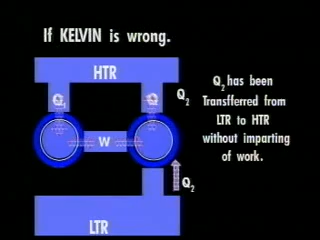 If KELVIN is wrong.
HTR
Q₁ Q
Q₂
W
Q₂
LTR
Q₂ has been
Transfferred from
LTR to HTR
without imparting
of work.